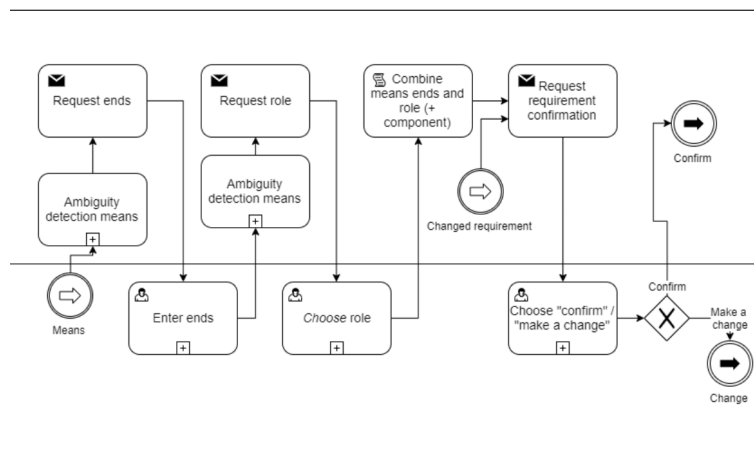 Request ends
Request role
Combine
means ends and
role (+
component)
Request
requirement
confirmation
Confirm
Ambiguity
detection means
Ambiguity
detection means
Changed requirement
Means
Enter ends
Choose role
Choose "confirm" /
"make a change"
Confirm
Make a
change
Change